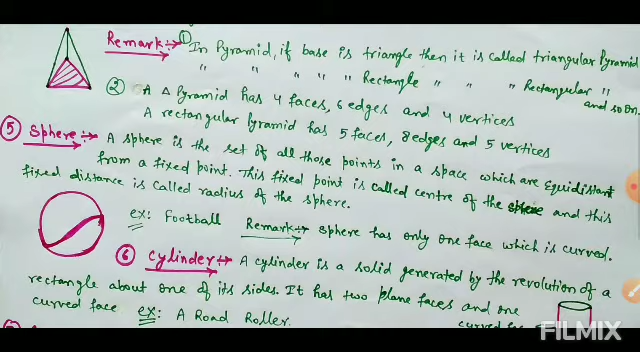 Remark:→ ① In Pyramid, if base is triangle then it is called triangular Pyramid
" " " " " Rectangle " " " Rectangular "
and so on.
② A △ Pyramid has 4 faces, 6 edges and 4 vertices
A rectangular Pyramid has 5 faces, 8 edges and 5 vertices
⑤ Sphere:→ A sphere is the set of all those points in a space which are equidistant
from a fixed point. This fixed point is called centre of the sphere and this
fixed distance is called radius of the sphere.
ex: Football Remark:→ Sphere has only one face which is curved.
⑥ Cylinder:→ A cylinder is a solid generated by the revolution of a
rectangle about one of its sides. It has two plane faces and one
curved face. ex: A Road Roller.
curved
FILMIX